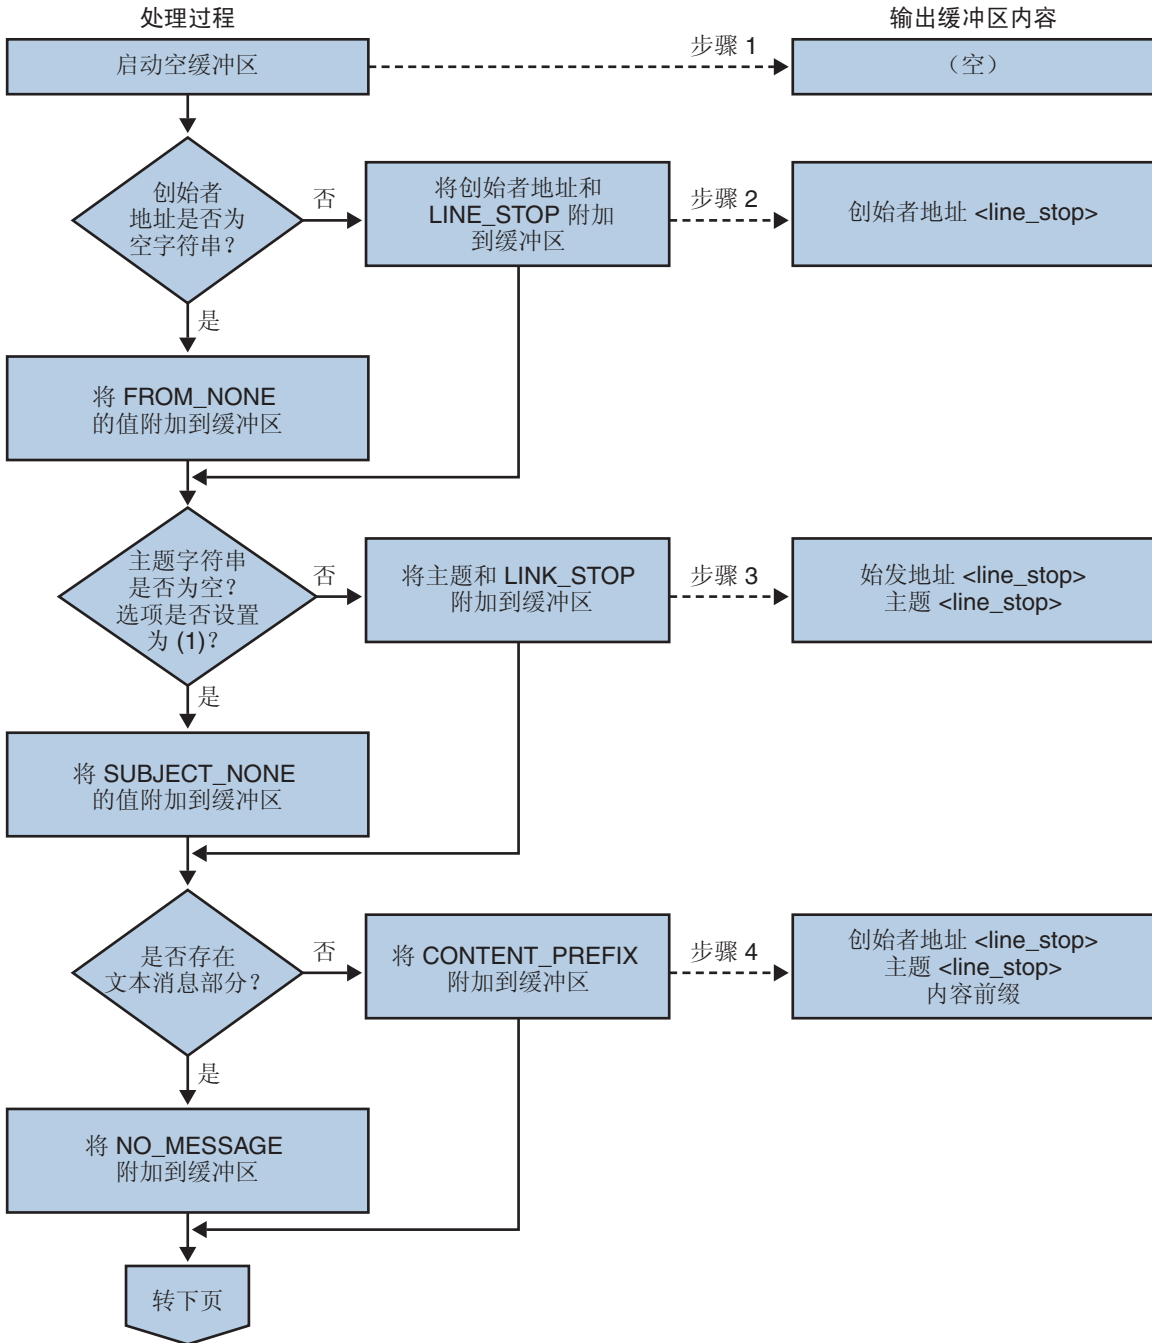 处理过程
输出缓冲区内容
启动空缓冲区
步骤 1
（空）
创始者
地址是否为
空字符串？
否
将创始者地址和
LINE_STOP 附加
到缓冲区
步骤 2
创始者地址 <line_stop>
是
将 FROM_NONE
的值附加到缓冲区
主题字符串
是否为空？
选项是否设置
为 (1)？
否
将主题和 LINK_STOP
附加到缓冲区
步骤 3
始发地址 <line_stop>
主题 <line_stop>
是
将 SUBJECT_NONE
的值附加到缓冲区
是否存在
文本消息部分？
否
将 CONTENT_PREFIX
附加到缓冲区
步骤 4
创始者地址 <line_stop>
主题 <line_stop>
内容前缀
是
将 NO_MESSAGE
附加到缓冲区
转下页